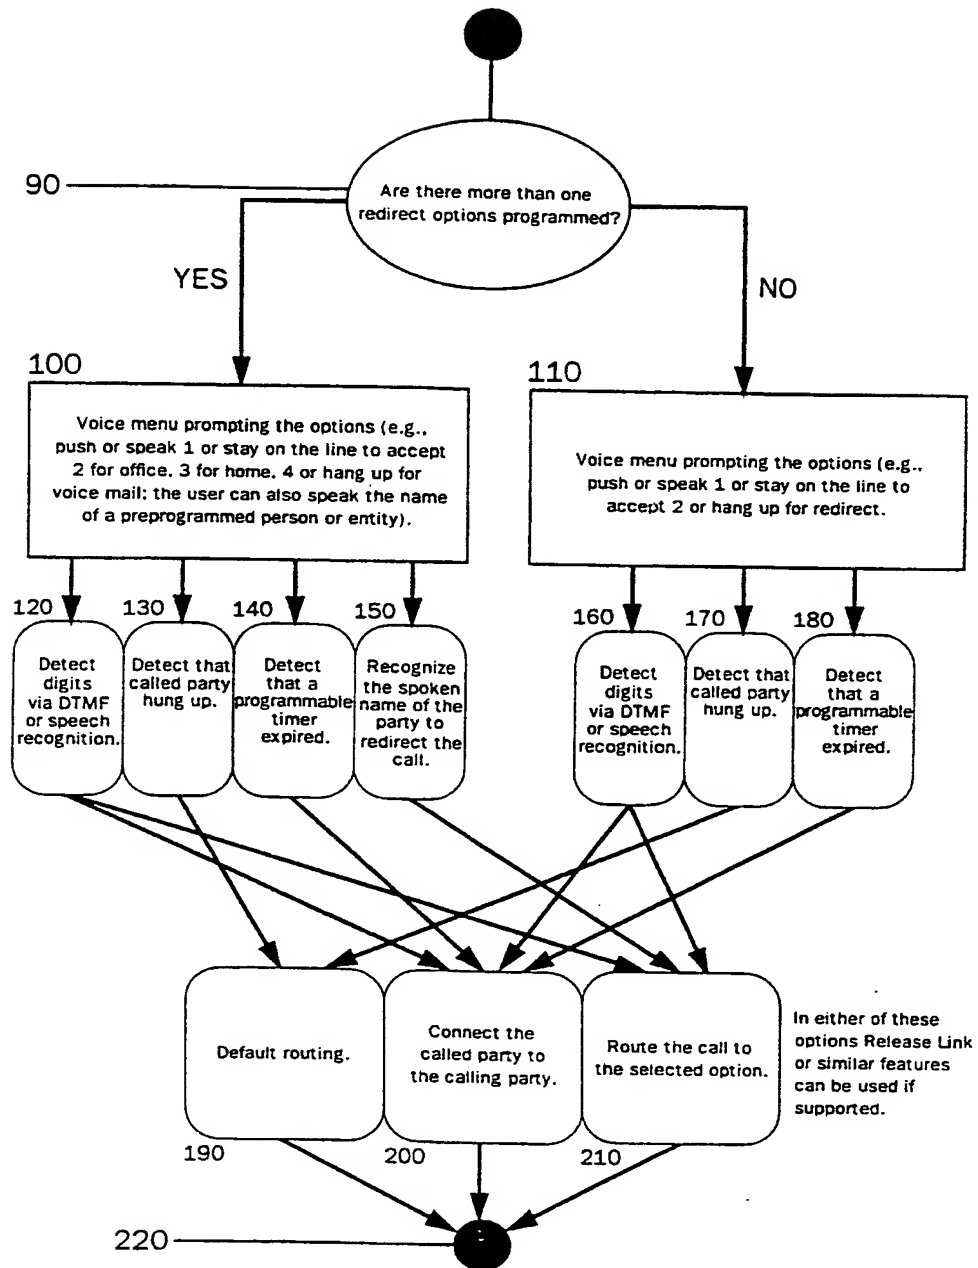 90
Are there more than one
redirect options programmed?
YES
NO
100
Voice menu prompting the options (e.g.,
push or speak 1 or stay on the line to accept
2 for office, 3 for home, 4 or hang up for
voice mail; the user can also speak the name
of a preprogrammed person or entity).
110
Voice menu prompting the options (e.g.,
push or speak 1 or stay on the line to
accept 2 or hang up for redirect.
120
Detect
digits
via DTMF
or speech
recognition.
130
Detect that
called party
hung up.
140
Detect
that a
programmable
timer
expired.
150
Recognize
the spoken
name of the
party to
redirect the
call.
160
Detect
digits
via DTMF
or speech
recognition.
170
Detect that
called party
hung up.
180
Detect
that a
programmable
timer
expired.
Default routing.
190
Connect the
called party to
the calling party.
200
Route the call to
the selected option.
210
In either of these
options Release Link
or similar features
can be used if
supported.
220